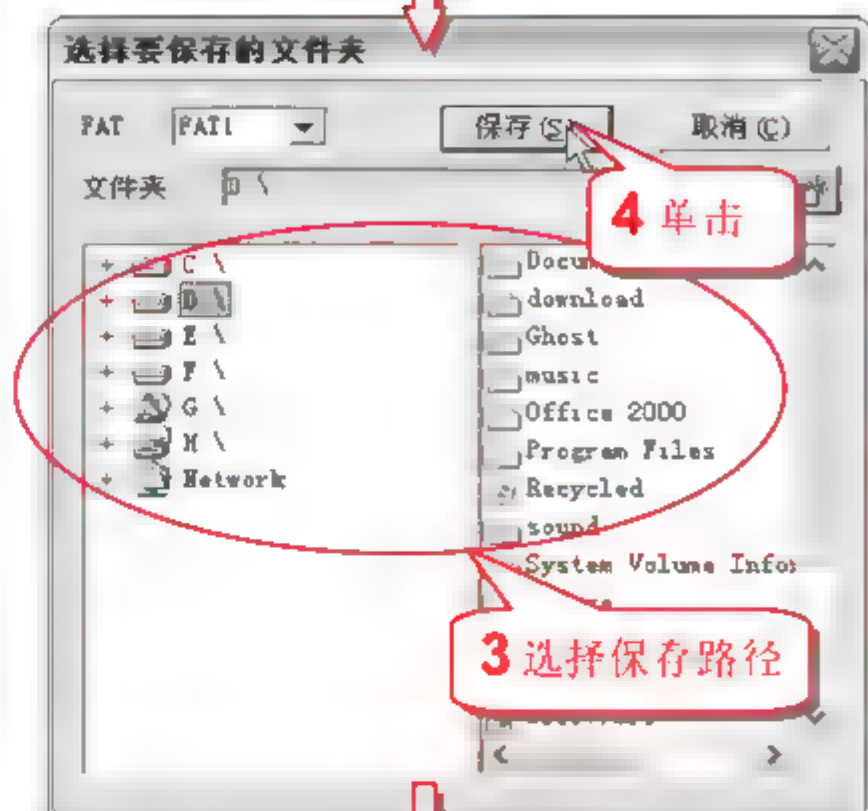 选择要保存的文件夹
FAT FAT1 保存(S) 取消(C)
文件夹 D \
4 单击
C \
D \
E \
F \
G \
H \
Network
Docum
download
Ghost
music
Office 2000
Program Files
Recycled
sound
System Volume Infor
3 选择保存路径